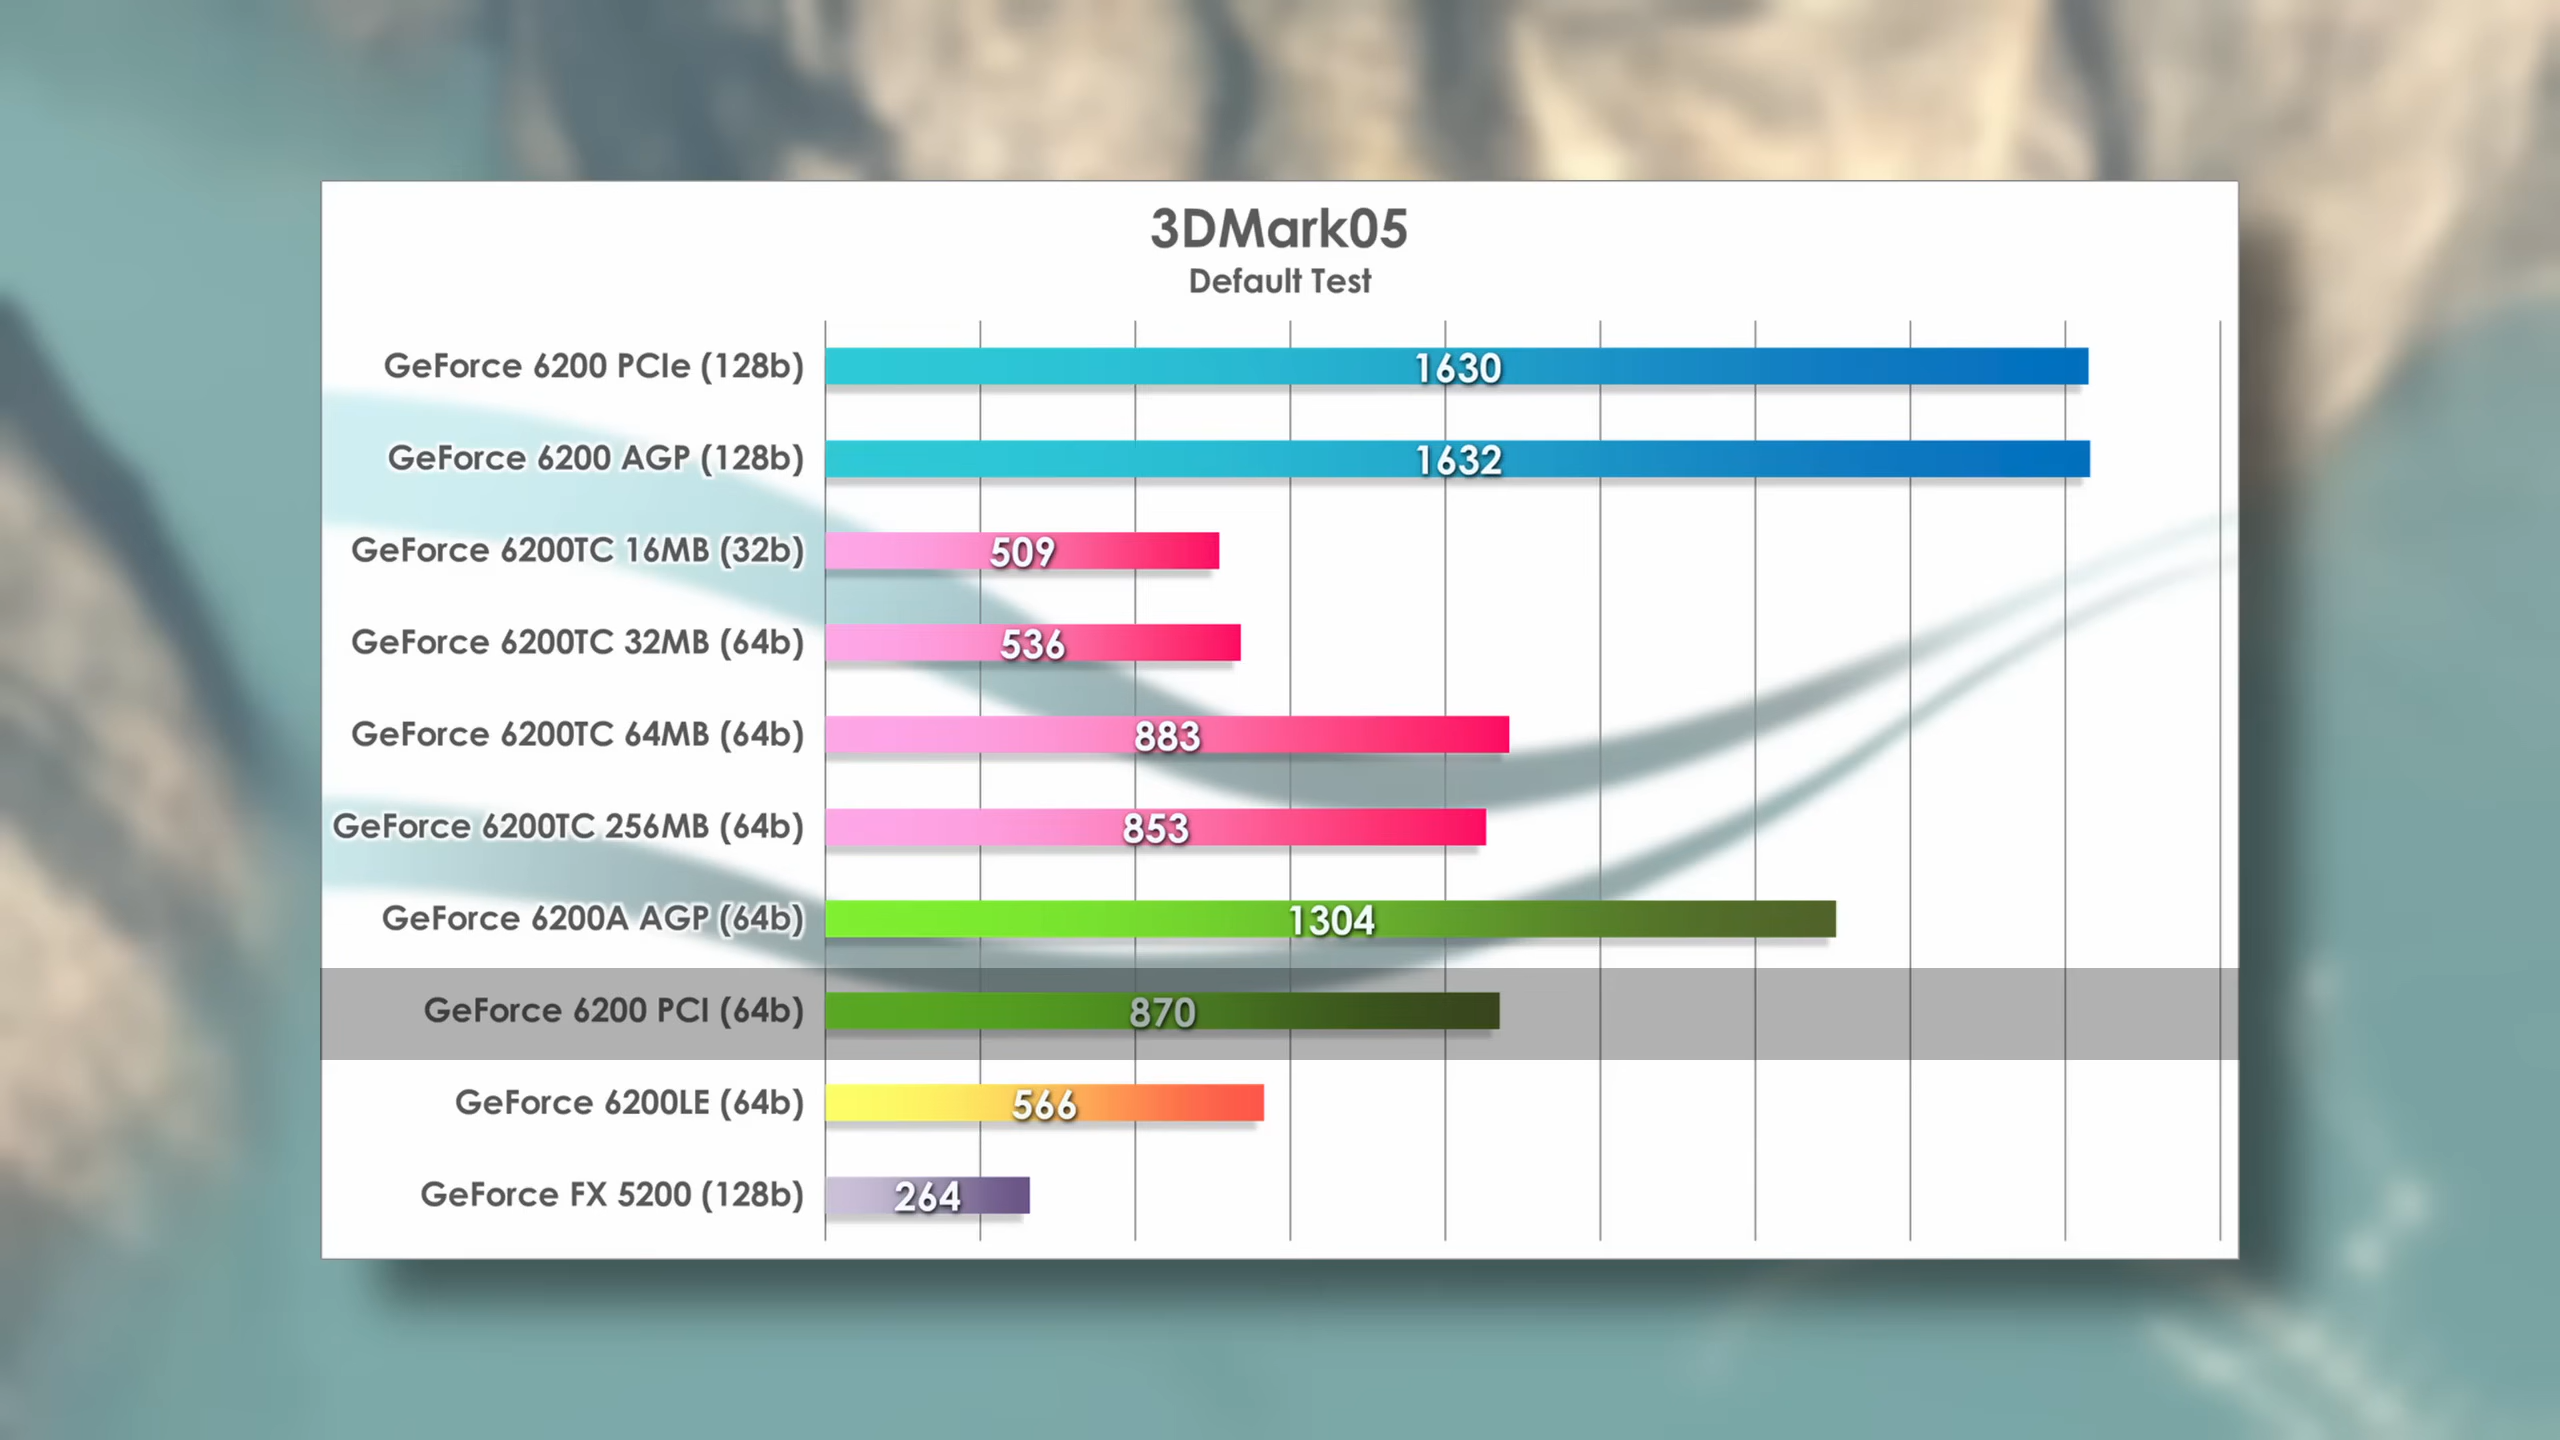 3DMark05
Default Test
GeForce 6200 PCIe (128b) 1630
GeForce 6200 AGP (128b) 1632
GeForce 6200TC 16MB (32b) 509
GeForce 6200TC 32MB (64b) 536
GeForce 6200TC 64MB (64b) 883
GeForce 6200TC 256MB (64b) 853
GeForce 6200A AGP (64b) 1304
GeForce 6200 PCI (64b) 870
GeForce 6200LE (64b) 566
GeForce FX 5200 (128b) 264